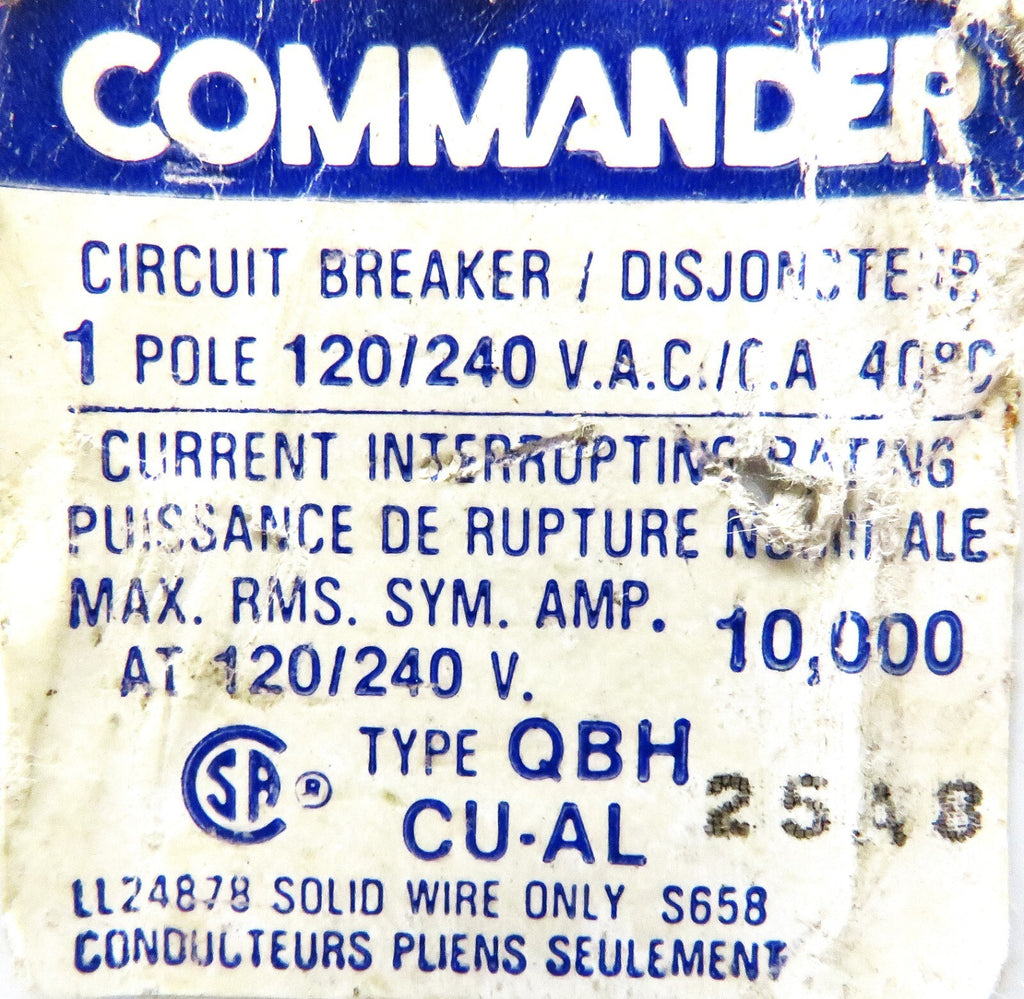 COMMANDER
CIRCUIT BREAKER / DISJONCTEUR
1 POLE 120/240 V.A.C./C.A 40°C
CURRENT INTERRUPTING RATING
PUISSANCE DE RUPTURE NOMINALE
MAX. RMS. SYM. AMP. 10,000
AT 120/240 V.
SA ® TYPE QBH
CU-AL
LL24878 SOLID WIRE ONLY S658
CONDUCTEURS PLIENS SEULEMENT